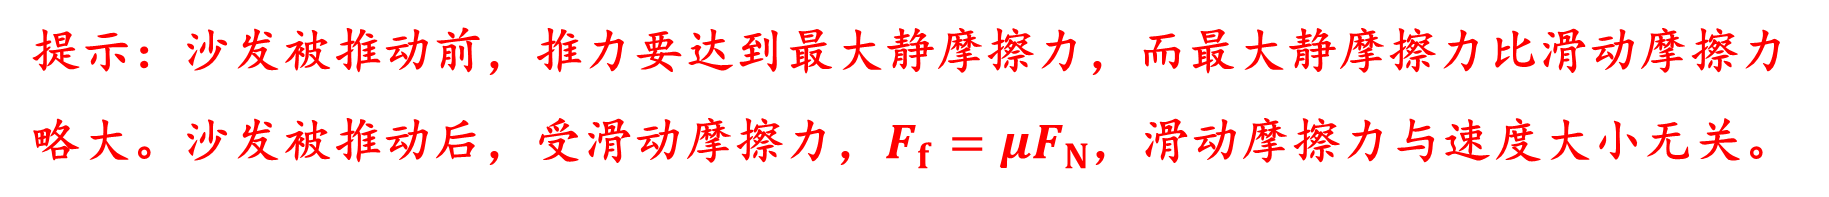 提示：沙发被推动前，推力要达到最大静摩擦力，而最大静摩擦力比滑动摩擦力
略大。沙发被推动后，受滑动摩擦力，𝑭_f = 𝝁𝑭_N，滑动摩擦力与速度大小无关。